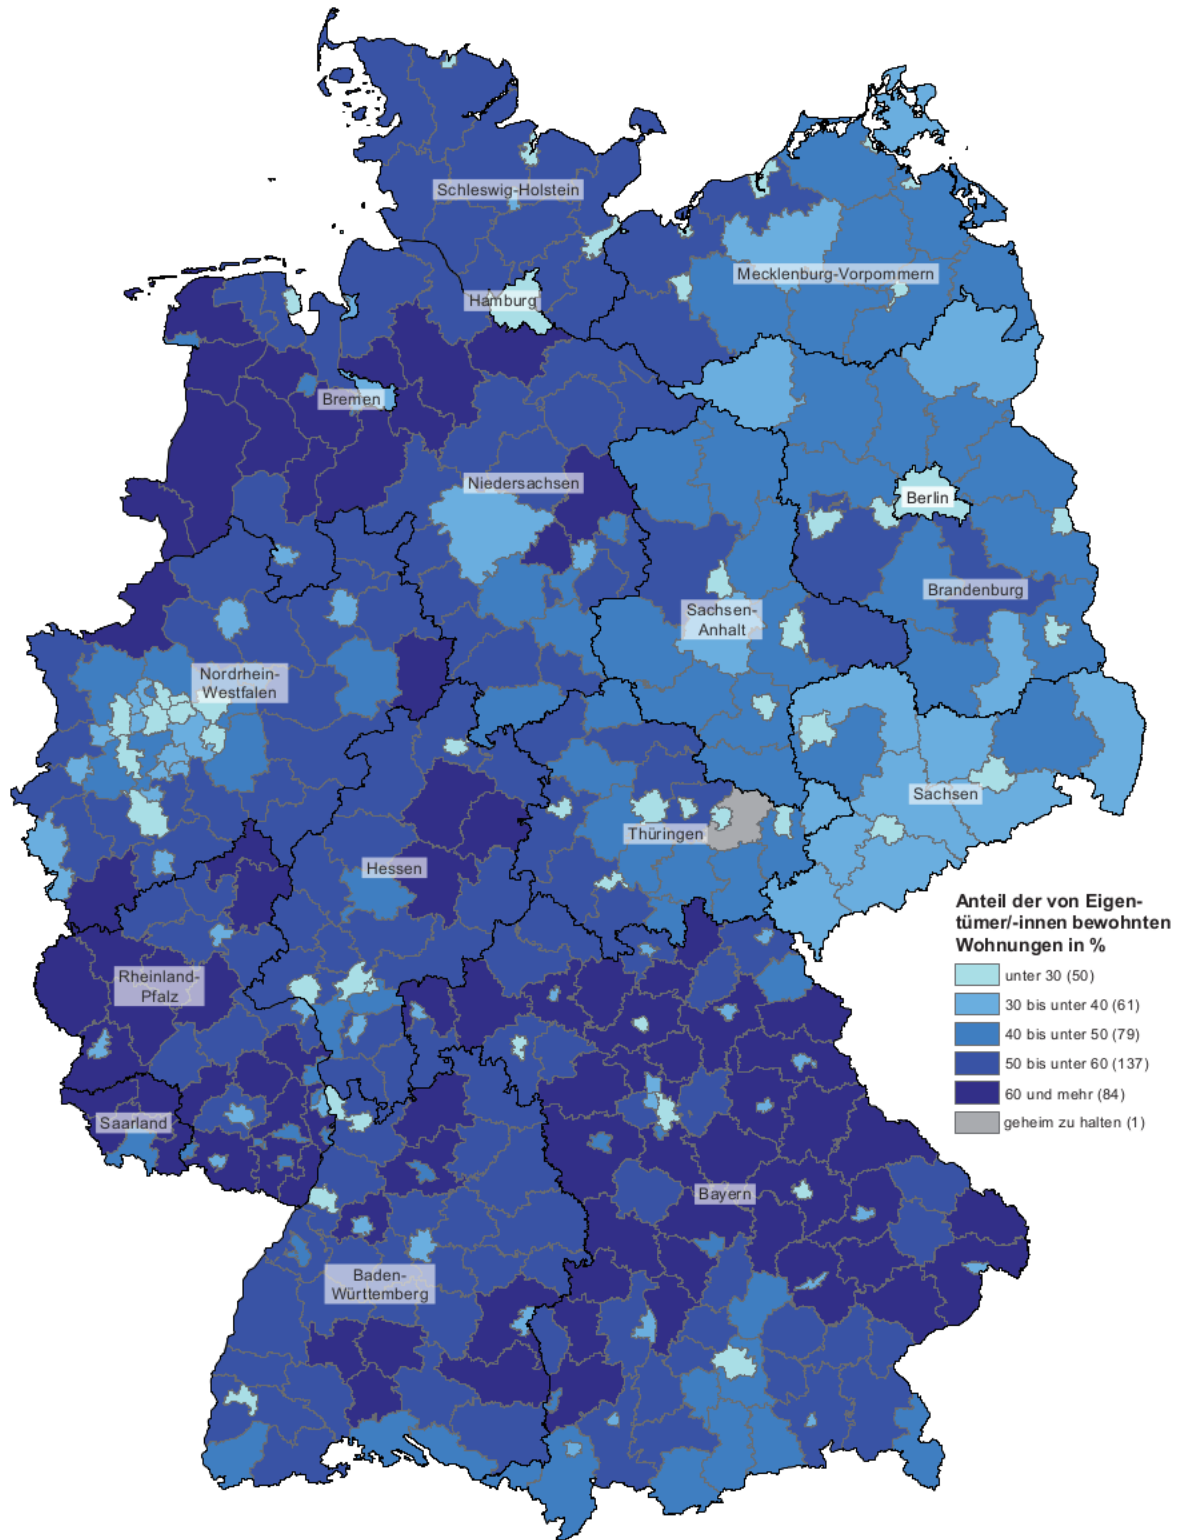 Schleswig-Holstein
Mecklenburg-Vorpommern
Hamburg
Bremen
Niedersachsen
Berlin
Brandenburg
Sachsen-
Anhalt
Nordrhein-
Westfalen
Sachsen
Thüringen
Hessen
Rheinland-
Pfalz
Saarland
Bayern
Baden-
Württemberg
Anteil der von Eigen-
tümer/-innen bewohnten
Wohnungen in %
unter 30 (50)
30 bis unter 40 (61)
40 bis unter 50 (79)
50 bis unter 60 (137)
60 und mehr (84)
geheim zu halten (1)